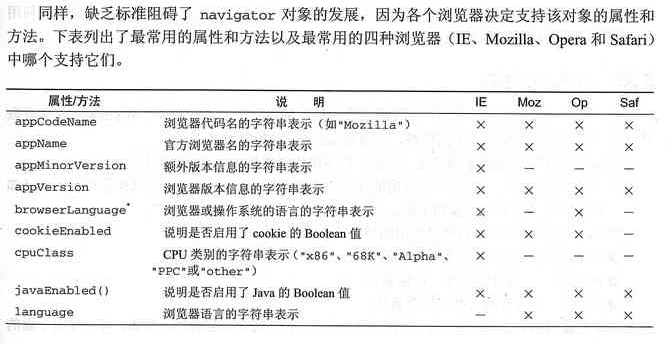 同样,缺乏标准阻碍了 navigator 对象的发展,因为各个浏览器决定支持该对象的属性和
方法。下表列出了最常用的属性和方法以及最常用的四种浏览器(IE、Mozilla、Opera 和 Safari)
中哪个支持它们。
属性/方法 说 明 IE Moz Op Saf
appCodeName 浏览器代码名的字符串表示(如"Mozilla") × × × ×
appName 官方浏览器名的字符串表示 × × × ×
appMinorVersion 额外版本信息的字符串表示 × — — —
appVersion 浏览器版本信息的字符串表示 × × × ×
browserLanguage* 浏览器或操作系统的语言的字符串表示 × — × —
cookieEnabled 说明是否启用了 cookie 的 Boolean 值 × × × —
cpuClass CPU 类别的字符串表示("x86"、"68K"、"Alpha"、 × — — —
"PPC"或"other")
javaEnabled() 说明是否启用了 Java 的 Boolean 值 × × × ×
language 浏览器语言的字符串表示 — × × ×